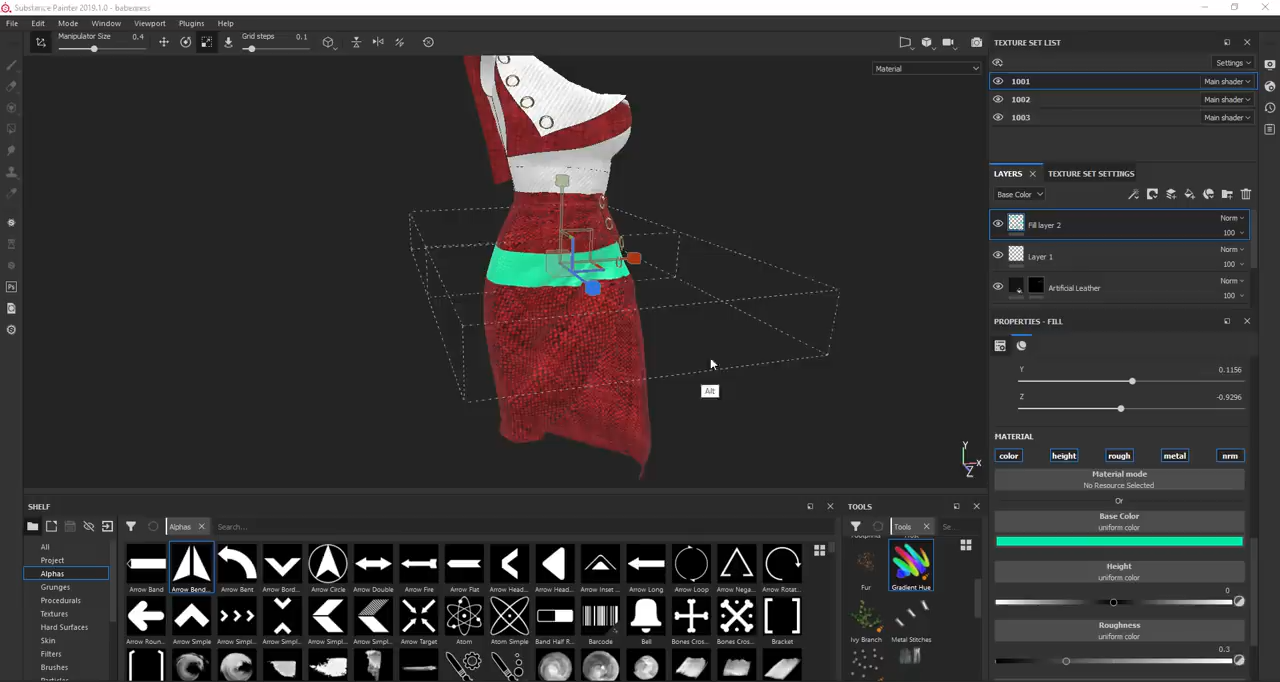 Substance Painter 2019.1.0 - babedress
File Edit Mode Window Viewport Plugins Help
Manipulator Size 0.4 Grid steps 0.1
Material
TEXTURE SET LIST
Settings
1001 Main shader
1002 Main shader
1003 Main shader
LAYERS TEXTURE SET SETTINGS
Base Color
Fill layer 2 Norm 100
Layer 1 Norm 100
Artificial Leather Norm 100
PROPERTIES - FILL
Y 0.1156
Z -0.9296
MATERIAL
color height rough metal nrm
Material mode
No Resource Selected
Or
Base Color
uniform color
Height
uniform color
0
Roughness
uniform color
0.3
Alt
Y
X
Z
SHELF
Alphas Search...
All
Project
Alphas
Grunges
Procedurals
Textures
Hard Surfaces
Skin
Filters
Brushes
Arrow Band Arrow Bend... Arrow Bent Arrow Bord... Arrow Circle Arrow Double Arrow Fire Arrow Flat Arrow Head... Arrow Head... Arrow Inset ... Arrow Long Arrow Loop Arrow Magn... Arrow Rotat...
Arrow Roun... Arrow Simple Arrow Simpl... Arrow Simpl... Arrow Simpl... Arrow Target Atom Atom Simple Band Half R... Barcode Bell Bones Cros... Bones Cros... Bracket
TOOLS
Tools Se...
Fur Gradient Hue
Ivy Branch Metal Stitches
Ps